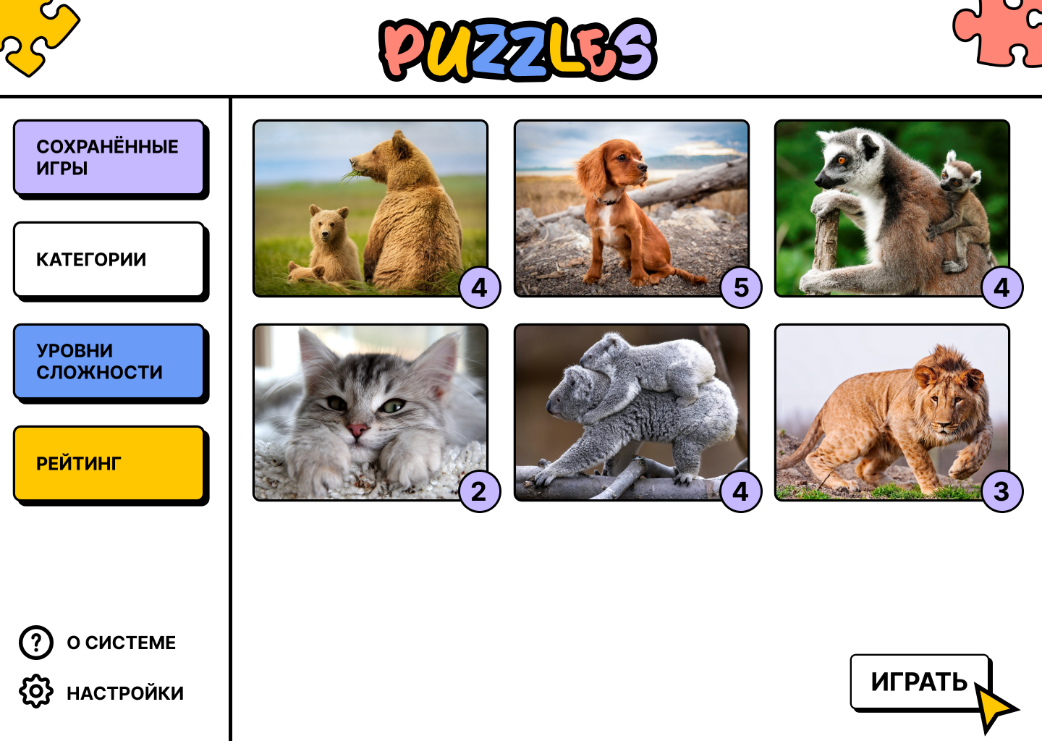 PUZZLES
СОХРАНЁННЫЕ
ИГРЫ
КАТЕГОРИИ
УРОВНИ
СЛОЖНОСТИ
РЕЙТИНГ
? О СИСТЕМЕ
НАСТРОЙКИ
4
5
4
2
4
3
ИГРАТЬ